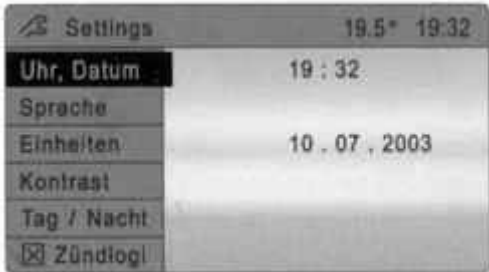 Settings 19.5° 19:32
Uhr, Datum 19 : 32
Sprache
Einheiten 10 . 07 . 2003
Kontrast
Tag / Nacht
Zündlogi